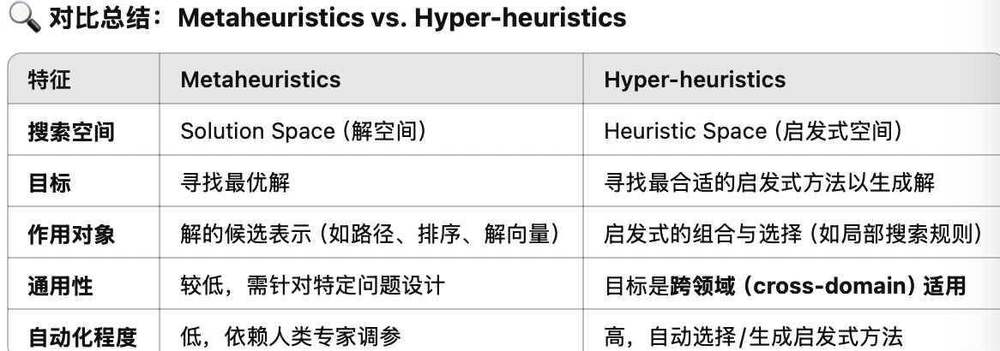 🔍 对比总结：Metaheuristics vs. Hyper-heuristics
特征 Metaheuristics Hyper-heuristics
搜索空间 Solution Space（解空间） Heuristic Space（启发式空间）
目标 寻找最优解 寻找最合适的启发式方法以生成解
作用对象 解的候选表示（如路径、排序、解向量） 启发式的组合与选择（如局部搜索规则）
通用性 较低，需针对特定问题设计 目标是跨领域（cross-domain）适用
自动化程度 低，依赖人类专家调参 高，自动选择/生成启发式方法